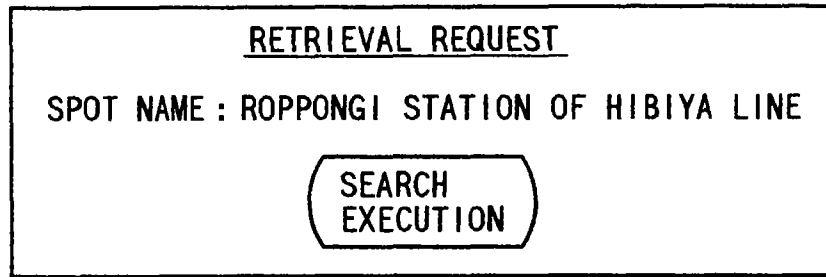 RETRIEVAL REQUEST
SPOT NAME : ROPPONGI STATION OF HIBIYA LINE
SEARCH
EXECUTION